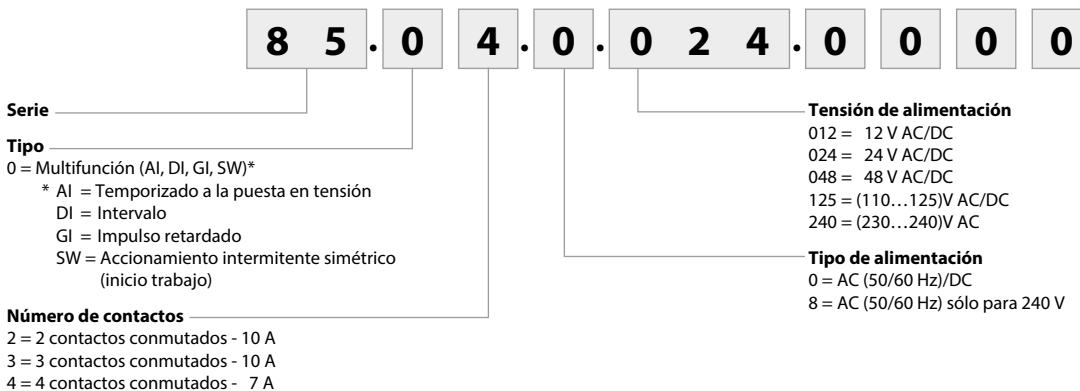 8 5 . 0 4 . 0 . 0 2 4 . 0 0 0 0
Serie
Tipo
0 = Multifunción (AI, DI, GI, SW)*
* AI = Temporizado a la puesta en tensión
DI = Intervalo
GI = Impulso retardado
SW = Accionamiento intermitente simétrico
(inicio trabajo)
Número de contactos
2 = 2 contactos conmutados - 10 A
3 = 3 contactos conmutados - 10 A
4 = 4 contactos conmutados - 7 A
Tensión de alimentación
012 = 12 V AC/DC
024 = 24 V AC/DC
048 = 48 V AC/DC
125 = (110…125)V AC/DC
240 = (230…240)V AC
Tipo de alimentación
0 = AC (50/60 Hz)/DC
8 = AC (50/60 Hz) sólo para 240 V